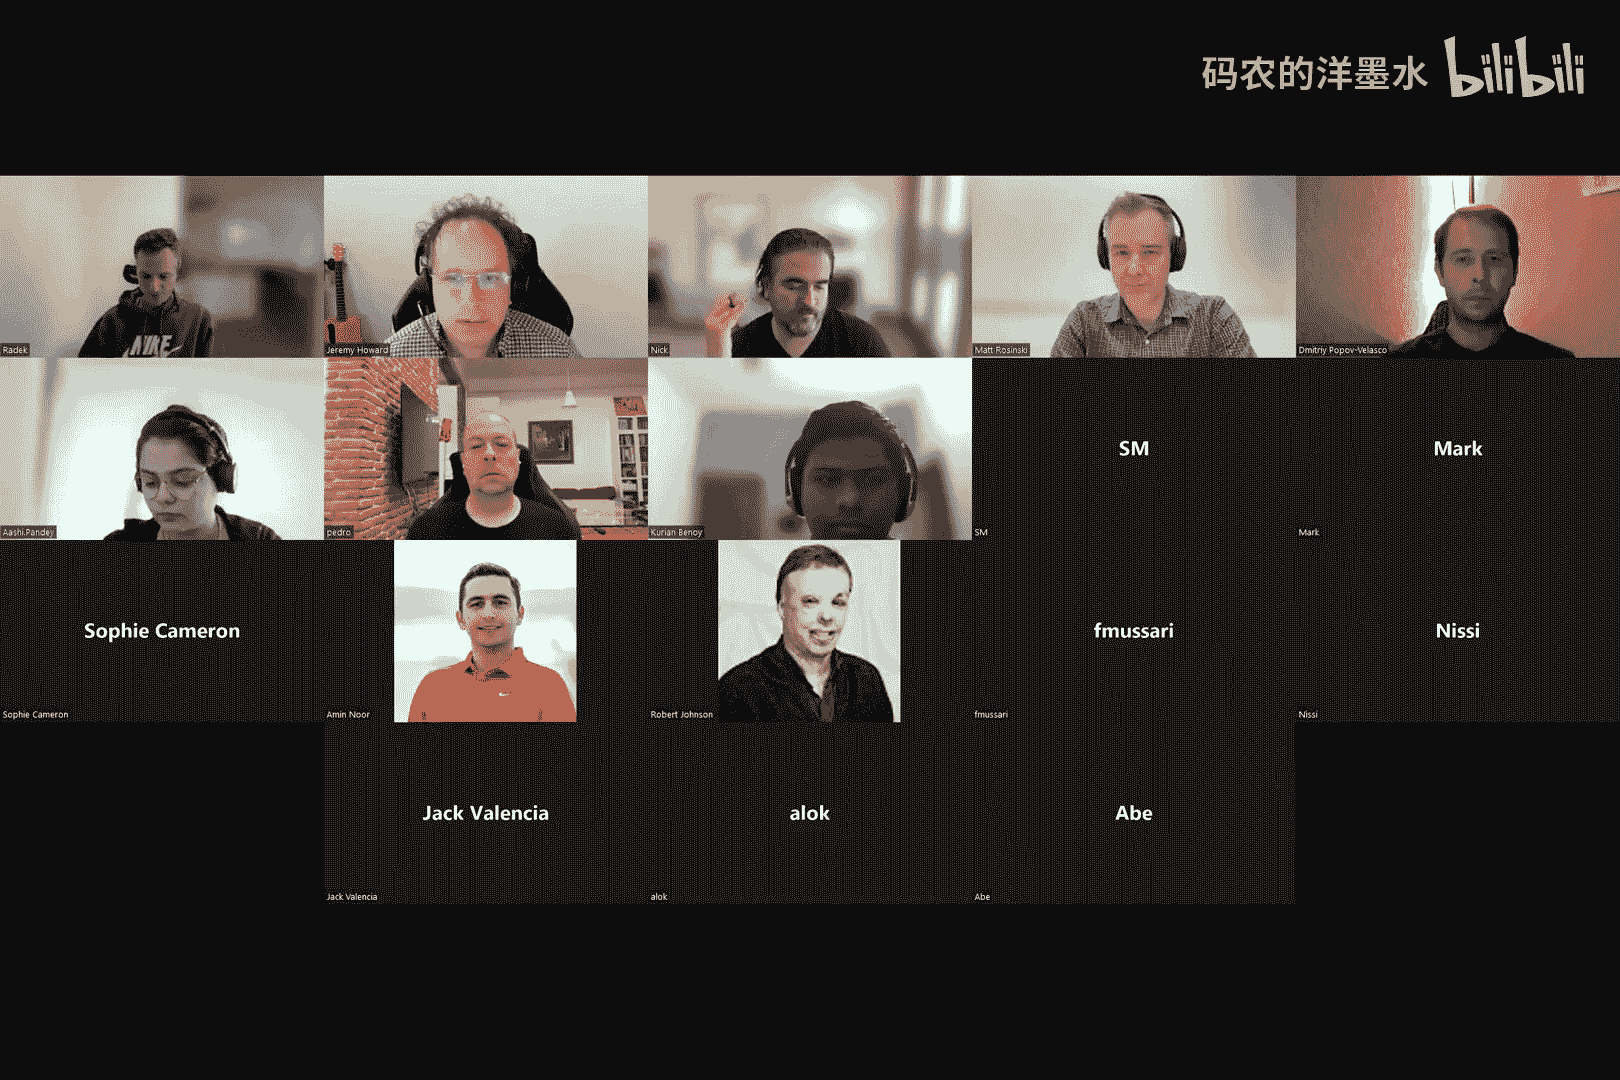 码农的洋墨水 bilibili
Radek
Jeremy Howard
Nick
Matt Rosinski
Dmitriy Popov-Velasco
NIKE
Aashi.Pandey
pedro
Kurian Benoy
SM
SM
Mark
Mark
Sophie Cameron
Sophie Cameron
Amin Noor
Robert Johnson
fmussari
fmussari
Nissi
Nissi
Jack Valencia
Jack Valencia
alok
alok
Abe
Abe